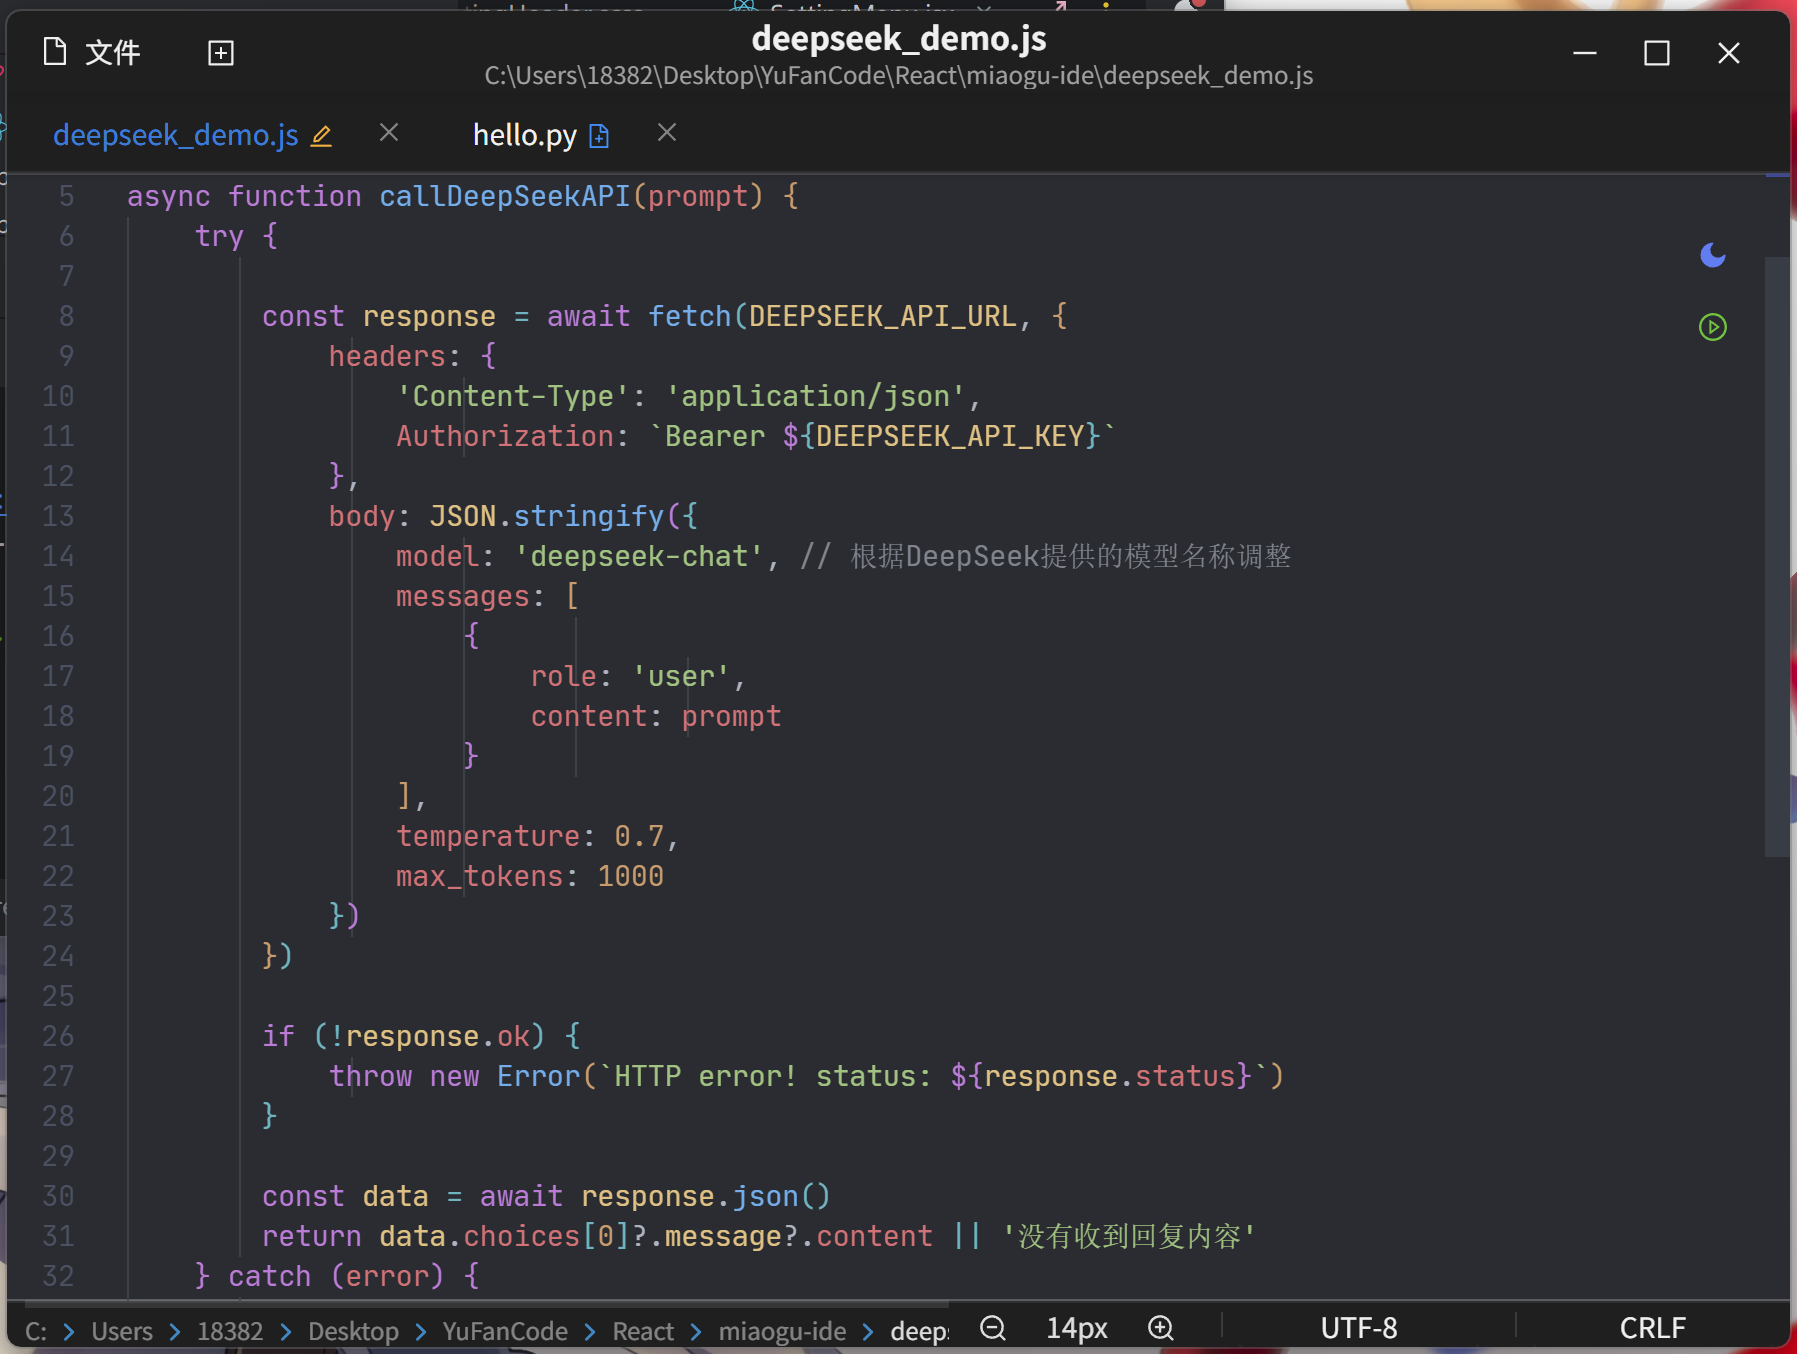 文件
deepseek_demo.js
C:\Users\18382\Desktop\YuFanCode\React\miaogu-ide\deepseek_demo.js
deepseek_demo.js
hello.py
5 async function callDeepSeekAPI(prompt) {
6 try {
7
8 const response = await fetch(DEEPSEEK_API_URL, {
9 headers: {
10 'Content-Type': 'application/json',
11 Authorization: `Bearer ${DEEPSEEK_API_KEY}`
12 },
13 body: JSON.stringify({
14 model: 'deepseek-chat', // 根据DeepSeek提供的模型名称调整
15 messages: [
16 {
17 role: 'user',
18 content: prompt
19 }
20 ],
21 temperature: 0.7,
22 max_tokens: 1000
23 })
24 })
25
26 if (!response.ok) {
27 throw new Error(`HTTP error! status: ${response.status}`)
28 }
29
30 const data = await response.json()
31 return data.choices[0]?.message?.content || '没有收到回复内容'
32 } catch (error) {
C: > Users > 18382 > Desktop > YuFanCode > React > miaogu-ide > deep
14px
UTF-8
CRLF